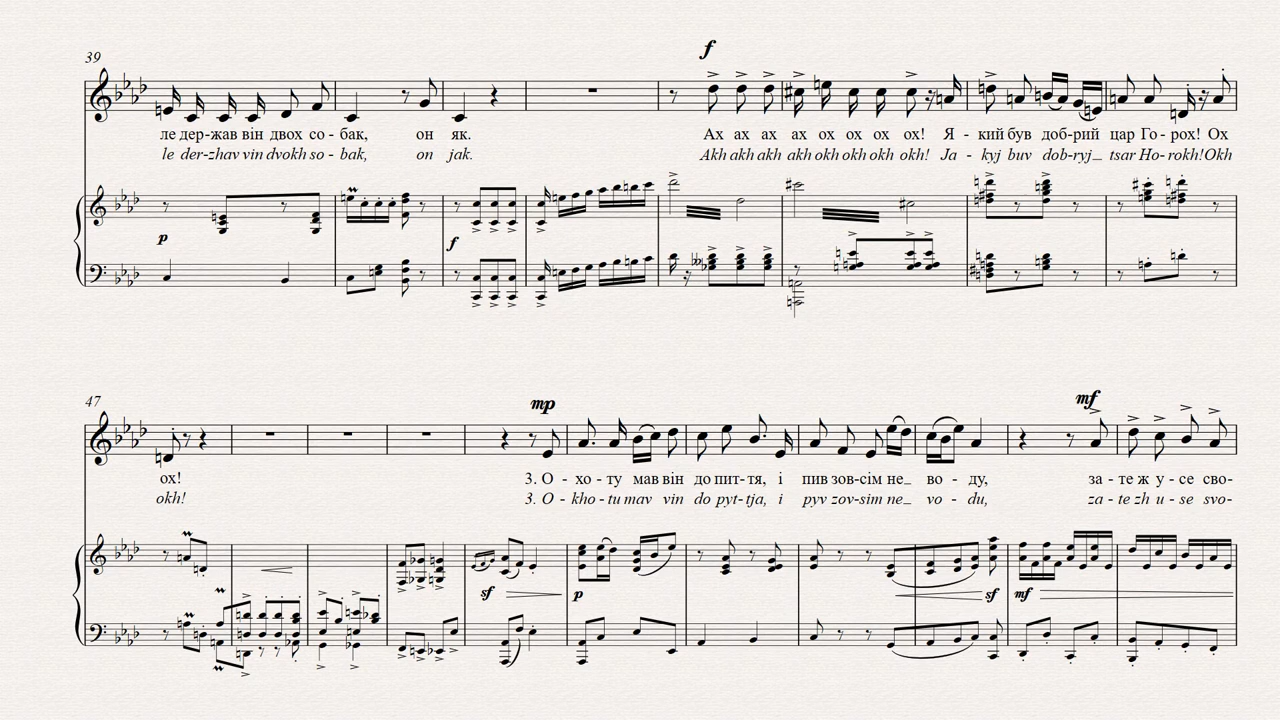 39
f
ле дер-жав він двох со - бак, он як. Ах ах ах ах ох ох ох ох! Я - кий був доб-рий цар Го - рох! Ох
le der-zhav vin dvokh so - bak, on jak. Akh akh akh akh okh okh okh okh! Ja - kyj buv dob-ryj_ tsar Ho-rokh! Okh
p f
47
mp mf
ох! 3. О - хо - ту мав він до пит-тя, і пив зов-сім не_ во - ду, за - те ж у - се сво-
okh! 3. O - kho - tu mav vin do pyt-tja, i pyv zov-sim ne_ vo - du, za - te zh u - se svo-
sf p sf mf